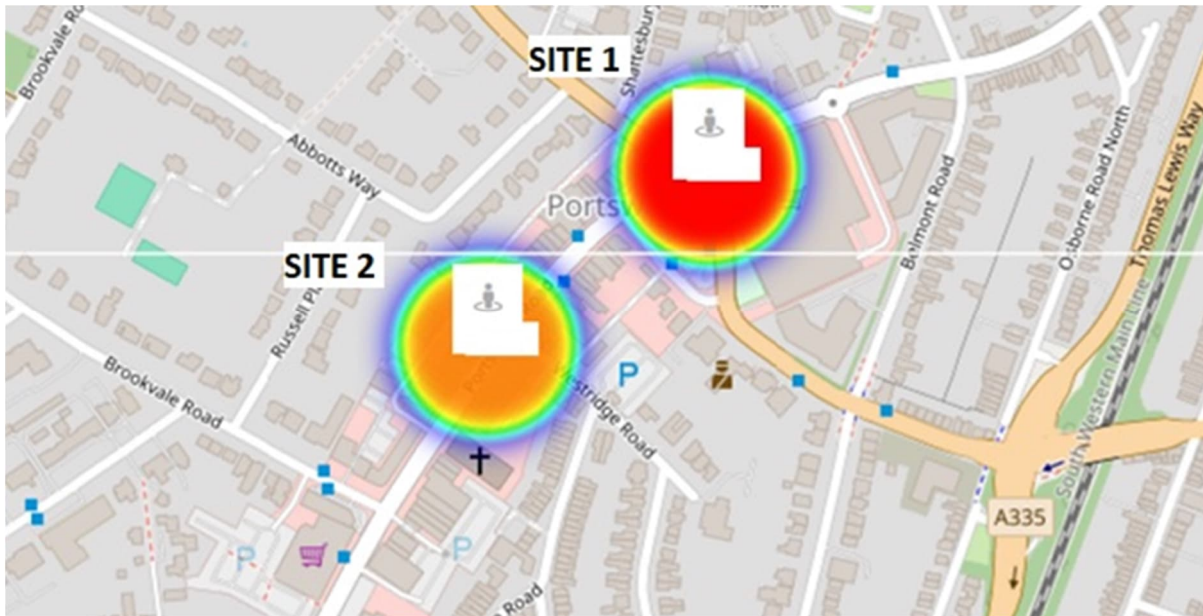 Brookvale Ro
SITE 1
Shaftesbury
Abbotts Way
Ports
SITE 2
Russell Pl
Brookvale Road
Westridge Road
P
Belmont Road
Osborne Road North
Thomas Lewis Way
South Western Main Line
A335
P
P
Road